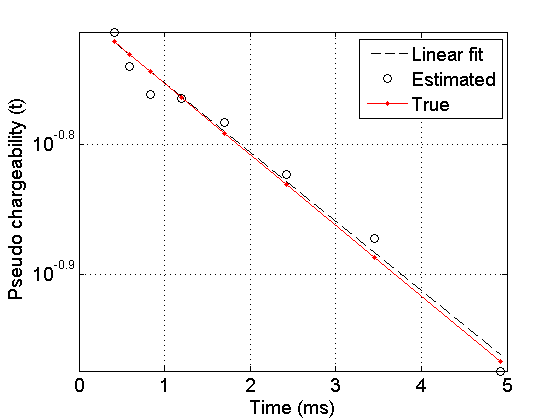 Linear fit
Estimated
True
Pseudo chargeability (t)
10^-0.8
10^-0.9
0 1 2 3 4 5
Time (ms)